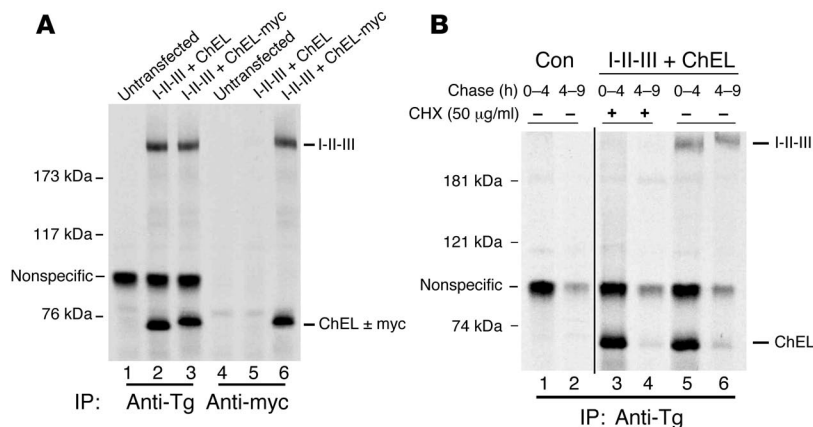 A
Untransfected
I-II-III + ChEL
I-II-III + ChEL-myc
Untransfected
I-II-III + ChEL
I-II-III + ChEL-myc
I-II-III
173 kDa
117 kDa
Nonspecific
76 kDa
ChEL ± myc
1 2 3 4 5 6
IP: Anti-Tg Anti-myc
B
Con I-II-III + ChEL
Chase (h) 0–4 4–9 0–4 4–9 0–4 4–9
CHX (50 μg/ml) – – + + – –
I-II-III
181 kDa
121 kDa
Nonspecific
74 kDa
ChEL
1 2 3 4 5 6
IP: Anti-Tg